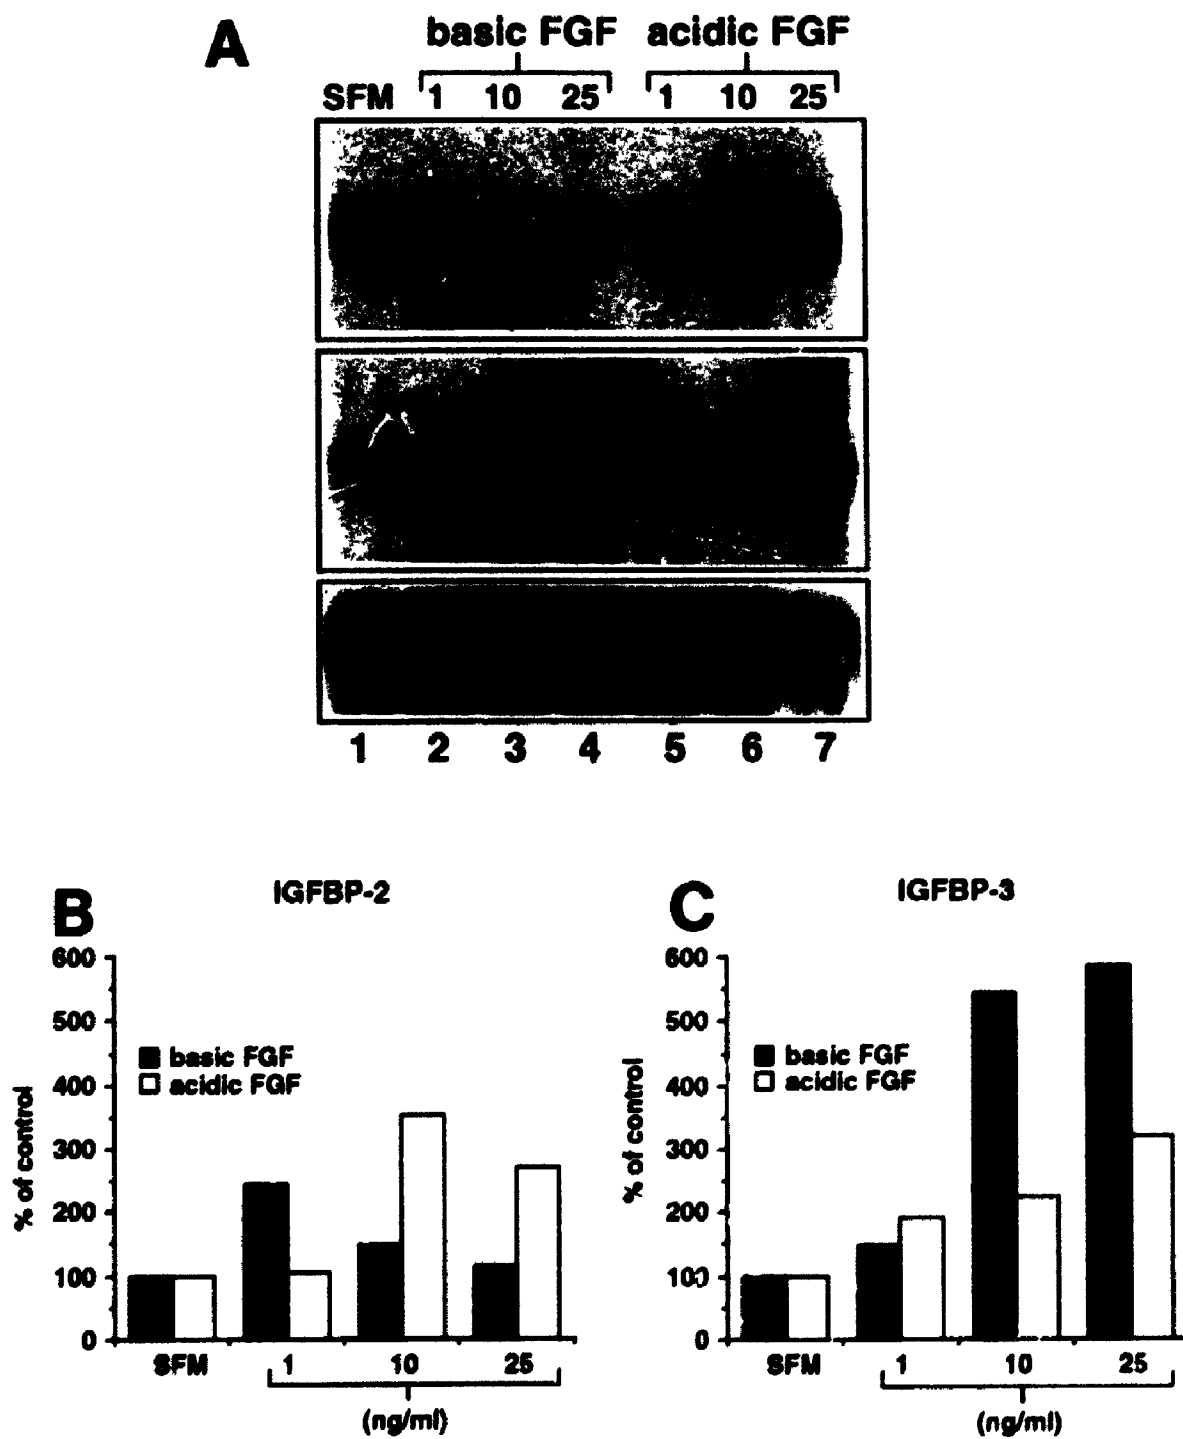 A
basic FGF acidic FGF
SFM 1 10 25 1 10 25
1 2 3 4 5 6 7
B
IGFBP-2
600
500
400
300
200
100
0
% of control
basic FGF
acidic FGF
SFM 1 10 25
(ng/ml)
C
IGFBP-3
600
500
400
300
200
100
0
% of control
basic FGF
acidic FGF
SFM 1 10 25
(ng/ml)